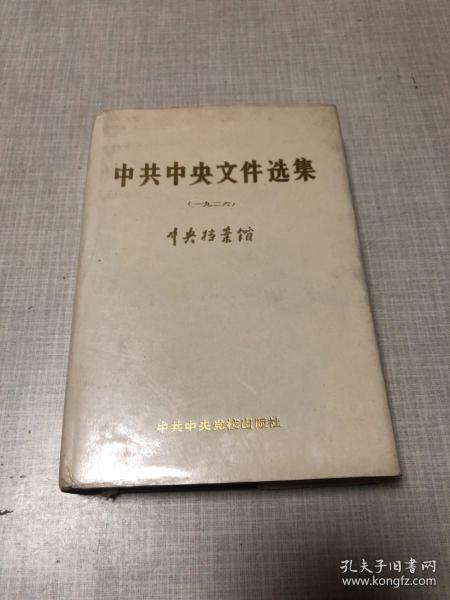 中共中央文件选集
(一九二六)
中央档案馆
中共中央党校出版社
孔夫子旧书网
www.kongfz.com